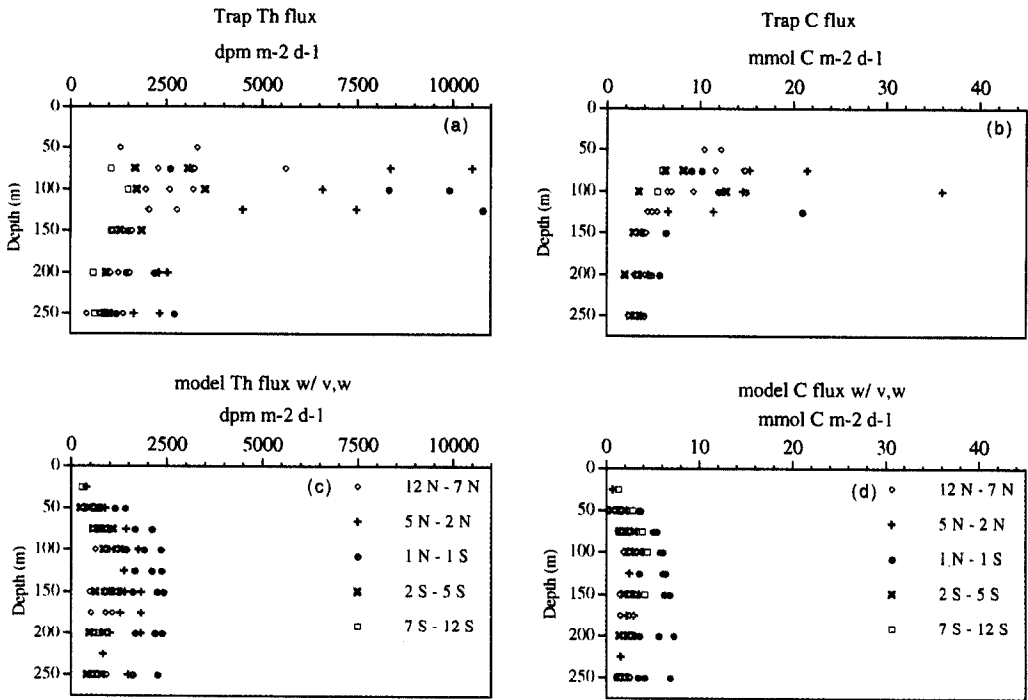 Trap Th flux
dpm m-2 d-1
0 2500 5000 7500 10000
0
50
100
150
200
250
Depth (m)
(a)
Trap C flux
mmol C m-2 d-1
0 10 20 30 40
0
50
100
150
200
250
Depth (m)
(b)
model Th flux w/ v,w
dpm m-2 d-1
0 2500 5000 7500 10000
0
50
100
150
200
250
Depth (m)
(c)
12 N - 7 N
5 N - 2 N
1 N - 1 S
2 S - 5 S
7 S - 12 S
model C flux w/ v,w
mmol C m-2 d-1
0 10 20 30 40
0
50
100
150
200
250
Depth (m)
(d)
12 N - 7 N
5 N - 2 N
1 N - 1 S
2 S - 5 S
7 S - 12 S